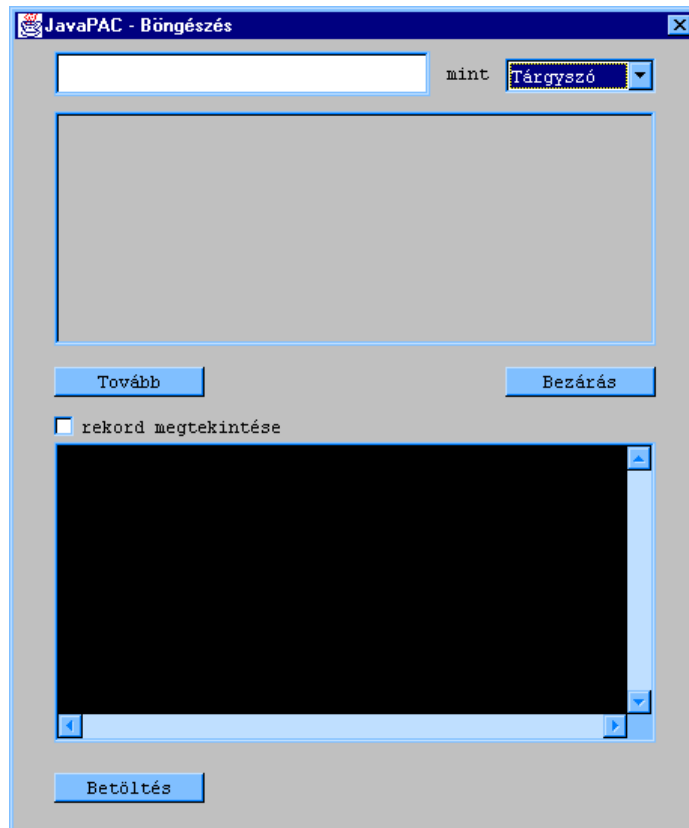 JavaPAC - Böngészés
mint Tárgyszó
Tovább Bezárás
rekord megtekintése
Betöltés